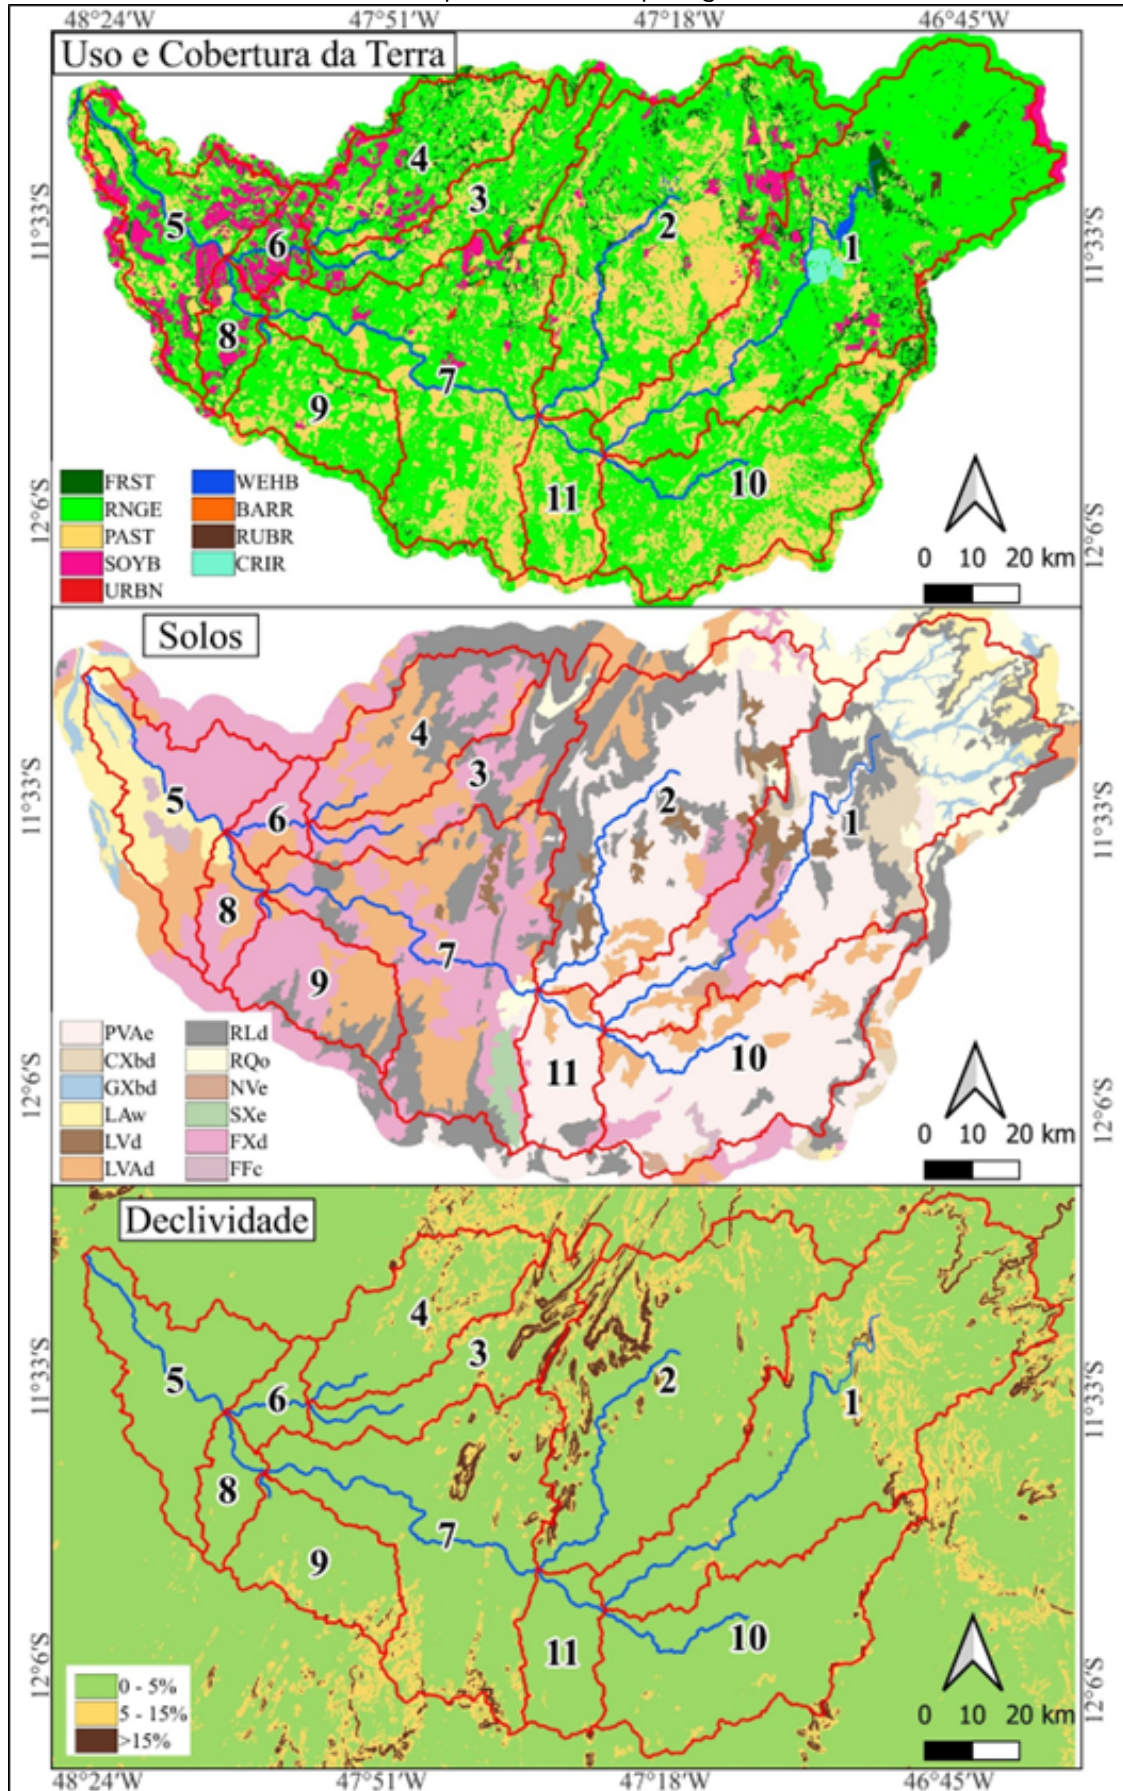 48°24'W 47°51'W 47°18'W 46°45'W
Uso e Cobertura da Terra
11°33'S
11°33'S
12°6'S
12°6'S
1
2
3
4
5
6
7
8
9
10
11
FRST
RNGE
PAST
SOYB
URBN
WEHB
BARR
RUBR
CRIR
0 10 20 km
Solos
11°33'S
11°33'S
12°6'S
12°6'S
1
2
3
4
5
6
7
8
9
10
11
PVAe
CXbd
GXbd
LAw
LVd
LVAd
RLd
RQo
NVe
SXe
FXd
FFc
0 10 20 km
Declividade
11°33'S
11°33'S
12°6'S
12°6'S
1
2
3
4
5
6
7
8
9
10
11
0 - 5%
5 - 15%
>15%
0 10 20 km
48°24'W 47°51'W 47°18'W 46°45'W